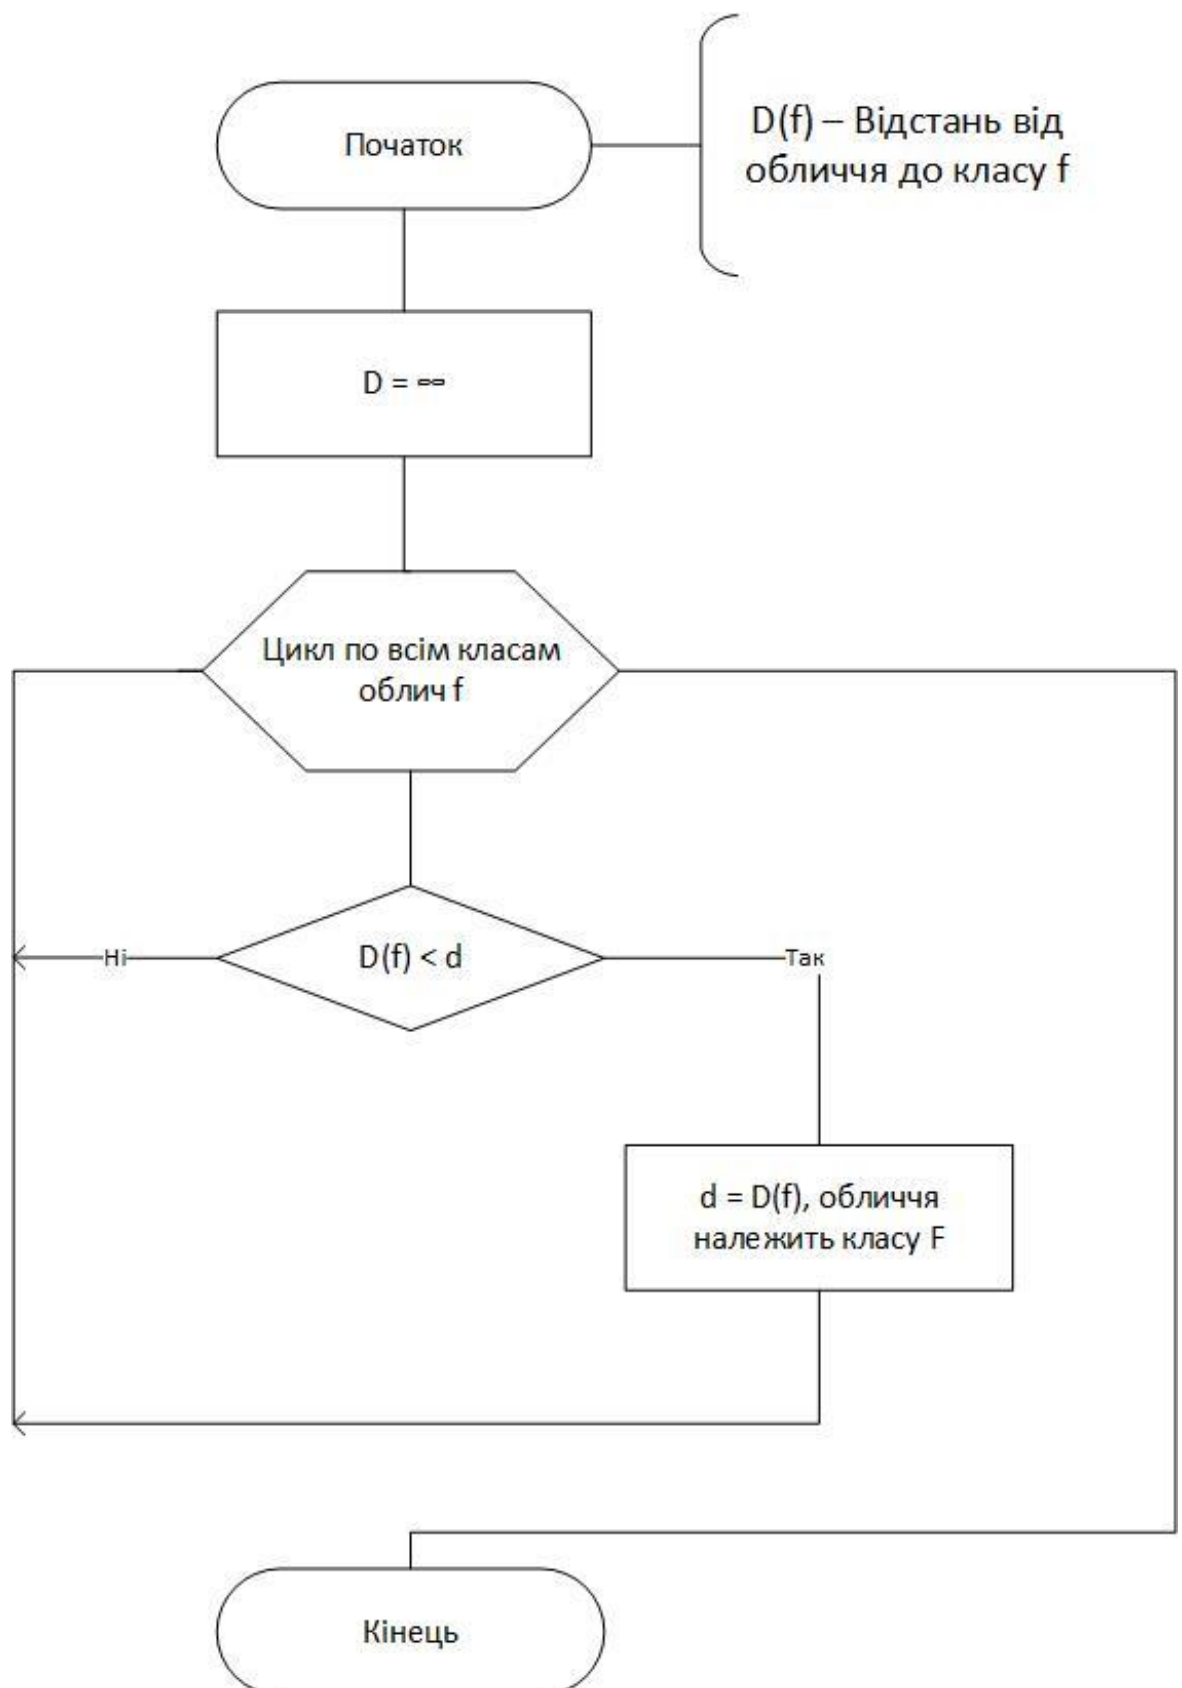 Початок
D(f) – Відстань від
обличчя до класу f
D = ∞
Цикл по всім класам
облич f
D(f) < d
Ні
Так
d = D(f), обличчя
належить класу F
Кінець